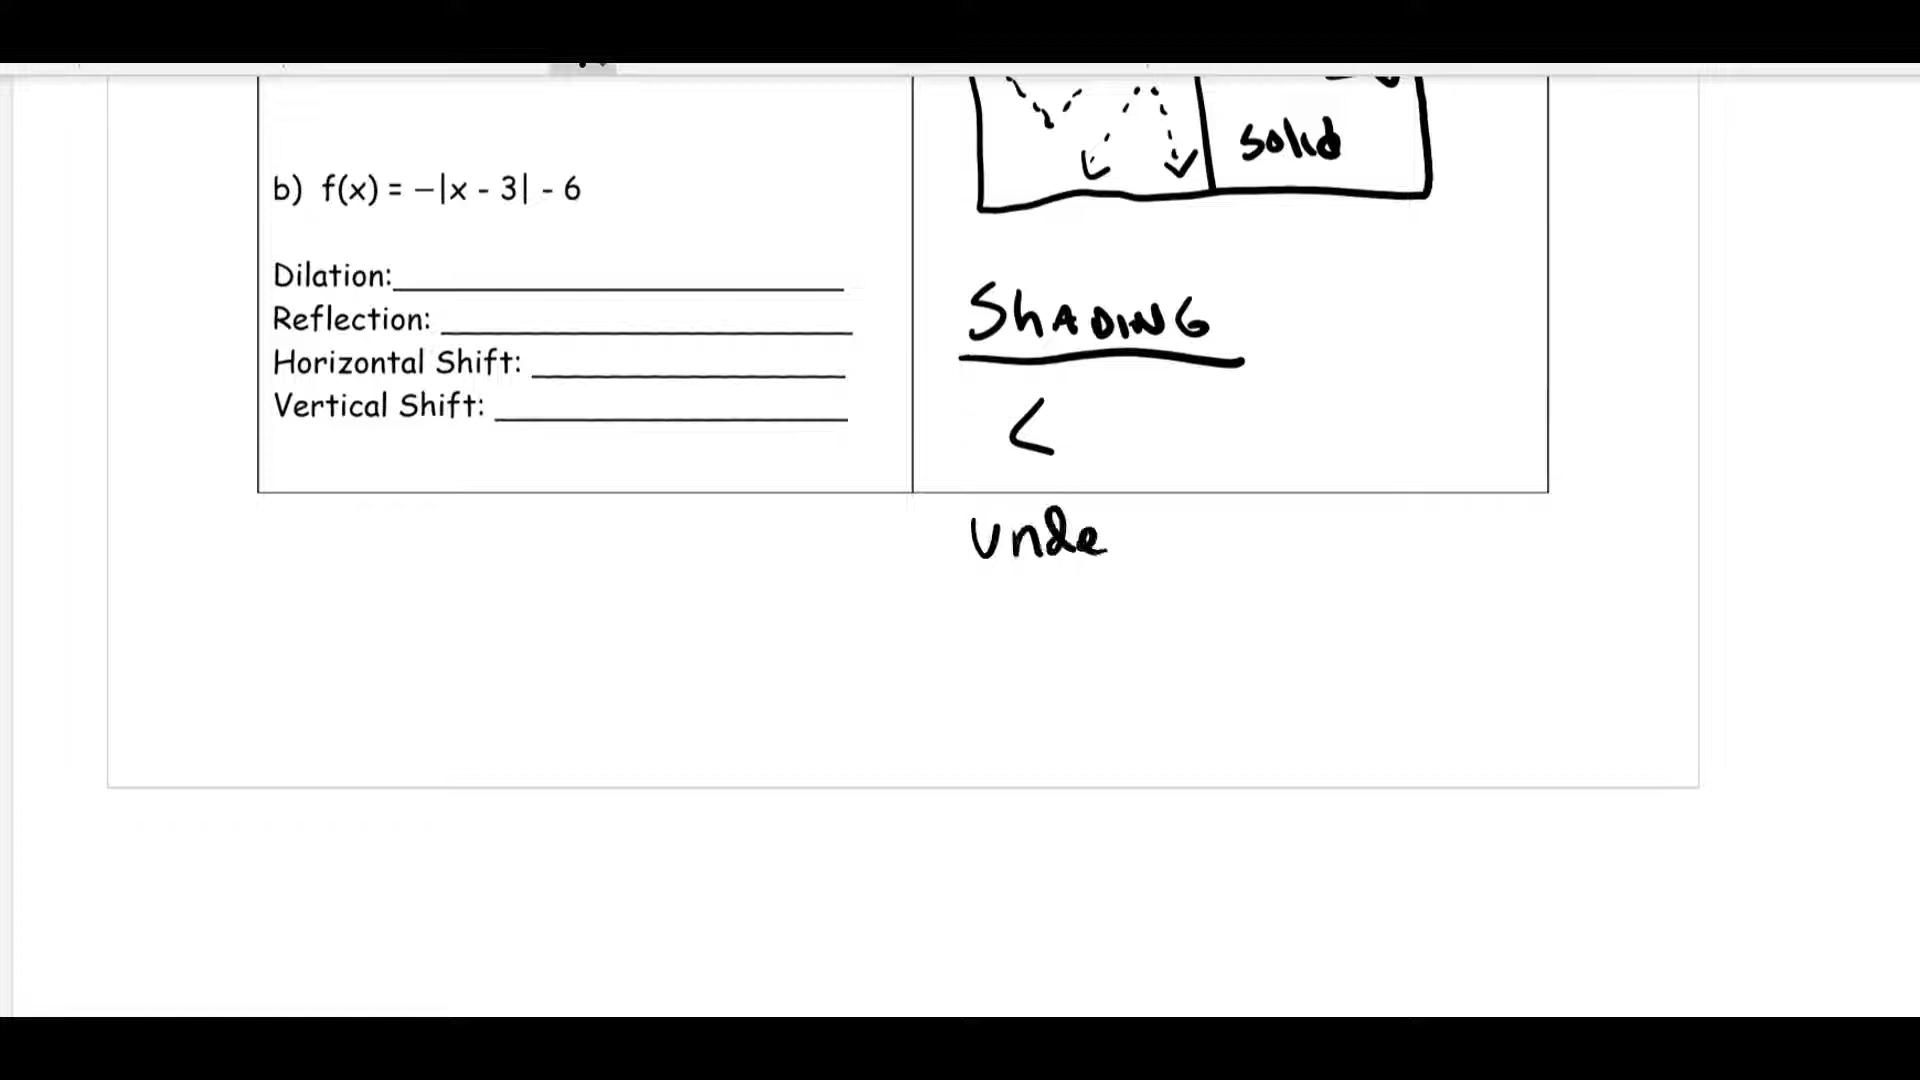 b) f(x) = −|x - 3| - 6
Dilation:
Reflection:
Horizontal Shift:
Vertical Shift:
solid
ShADING
<
Unde